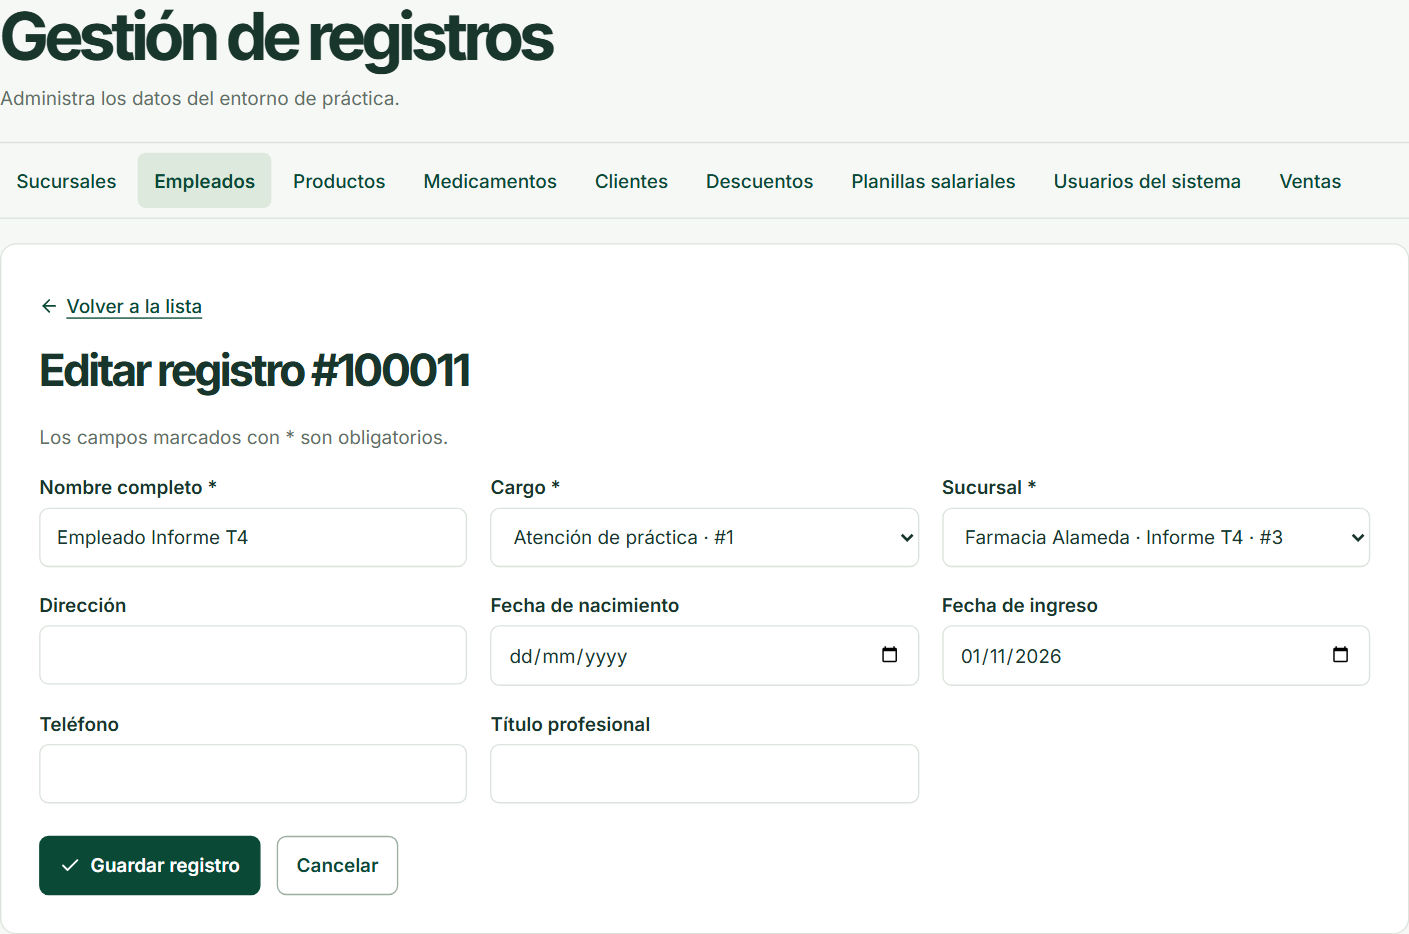 Gestión de registros
Administra los datos del entorno de práctica.
Sucursales Empleados Productos Medicamentos Clientes Descuentos Planillas salariales Usuarios del sistema Ventas
← Volver a la lista
Editar registro #100011
Los campos marcados con * son obligatorios.
Nombre completo * Cargo * Sucursal *
Empleado Informe T4 Atención de práctica · #1 Farmacia Alameda · Informe T4 · #3
Dirección Fecha de nacimiento Fecha de ingreso
dd/mm/yyyy 01/11/2026
Teléfono Título profesional
✓ Guardar registro Cancelar